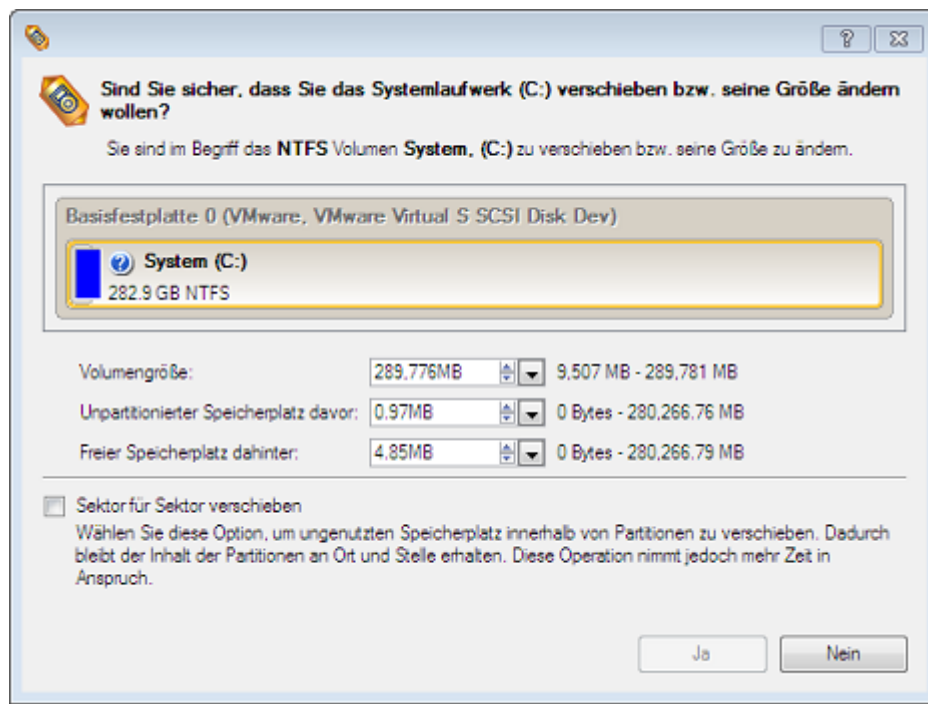 Sind Sie sicher, dass Sie das Systemlaufwerk (C:) verschieben bzw. seine Größe ändern
wollen?
Sie sind im Begriff das NTFS Volumen System, (C:) zu verschieben bzw. seine Größe zu ändern.
Basisfestplatte 0 (VMware, VMware Virtual S SCSI Disk Dev)
System (C:)
282.9 GB NTFS
Volumengröße: 289,776MB 9,507 MB - 289,781 MB
Unpartitionierter Speicherplatz davor: 0.97MB 0 Bytes - 280,266.76 MB
Freier Speicherplatz dahinter: 4.85MB 0 Bytes - 280,266.79 MB
Sektor für Sektor verschieben
Wählen Sie diese Option, um ungenutzten Speicherplatz innerhalb von Partitionen zu verschieben. Dadurch
bleibt der Inhalt der Partitionen an Ort und Stelle erhalten. Diese Operation nimmt jedoch mehr Zeit in
Anspruch.
Ja Nein